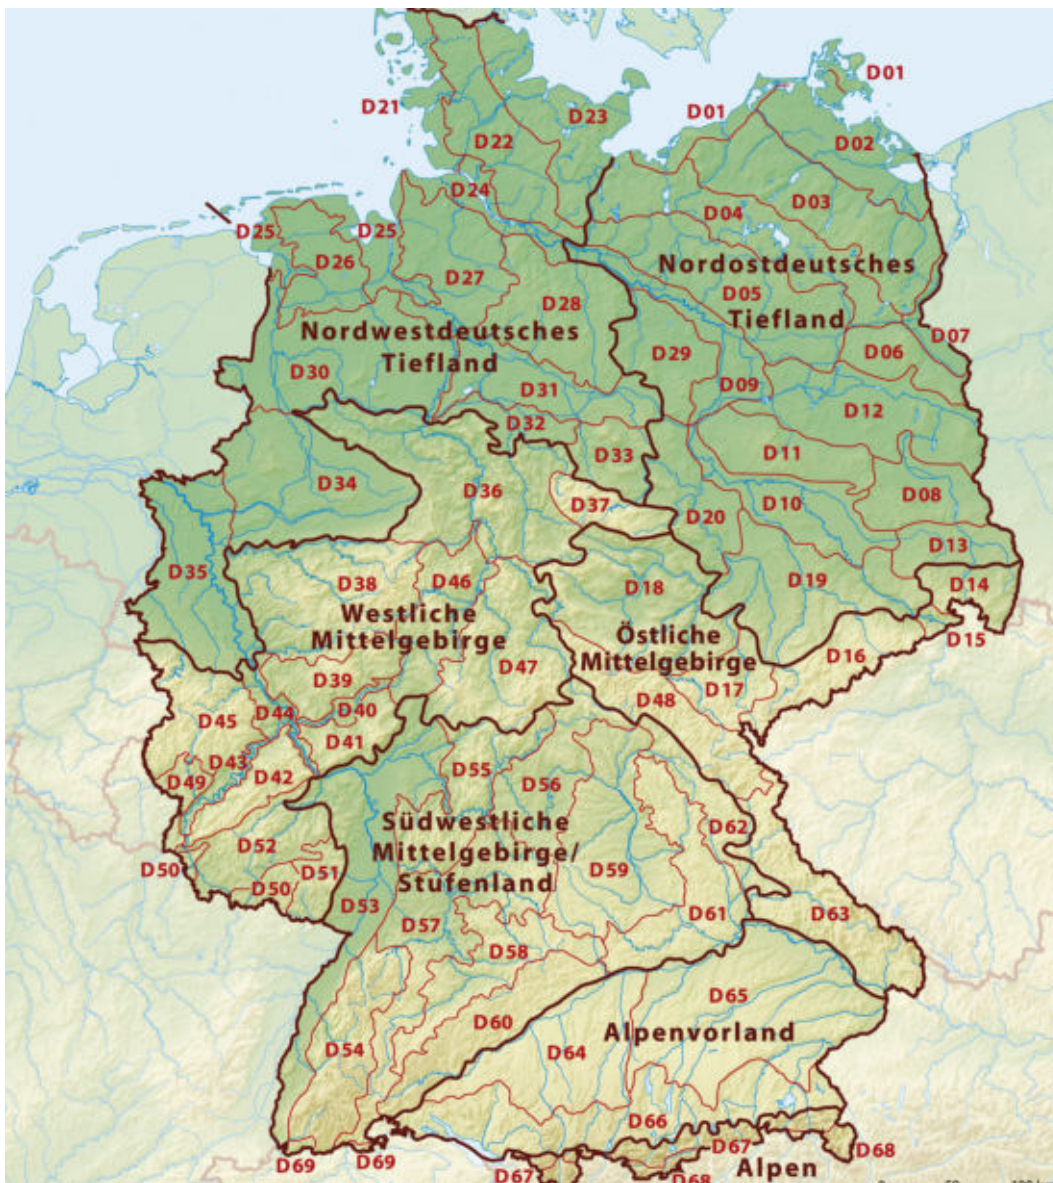 D01
D21
D01
D23
D22
D02
D24
D03
D04
D25
D25
D26
Nordostdeutsches
D27
D05
D28
Tiefland
Nordwestdeutsches
D07
D29
D06
Tiefland
D30
D09
D31
D12
D32
D11
D33
D34
D36
D08
D37
D10
D20
D13
D35
D38
D46
D18
D19
D14
Westliche
Mittelgebirge
Östliche
Mittelgebirge
D15
D16
D47
D39
D17
D48
D40
D44
D45
D41
D43
D42
D49
D55
D56
Südwestliche
Mittelgebirge/
Stufenland
D62
D52
D50
D51
D50
D59
D53
D61
D63
D57
D58
D65
D60
Alpenvorland
D54
D64
D66
D67
D68
D69
D69
D67
D68
Alpen